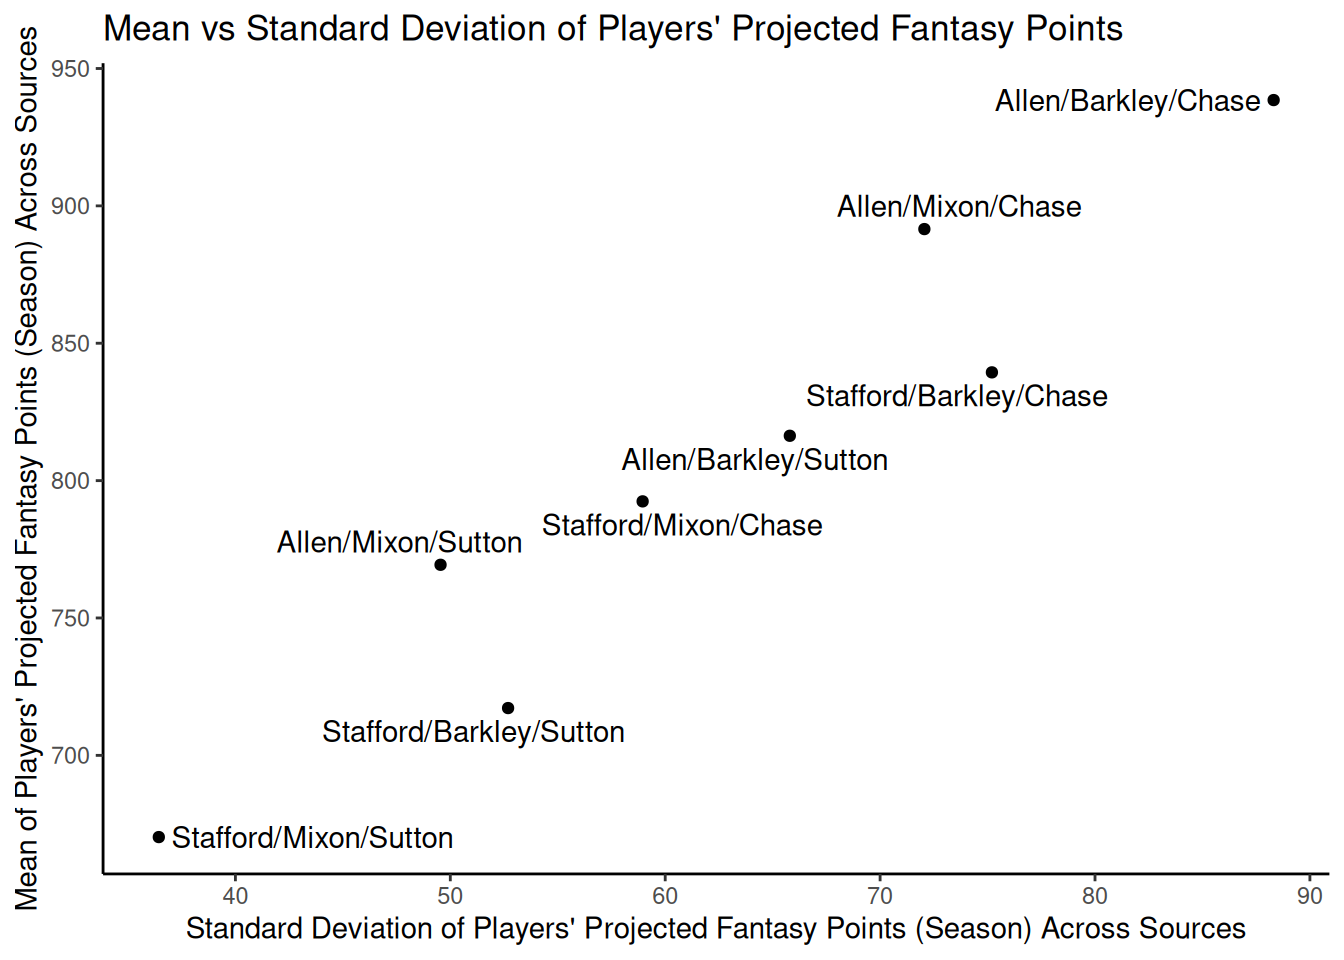 Mean vs Standard Deviation of Players' Projected Fantasy Points
Mean of Players' Projected Fantasy Points (Season) Across Sources
950
900
850
800
750
700
Allen/Barkley/Chase
Allen/Mixon/Chase
Stafford/Barkley/Chase
Allen/Barkley/Sutton
Stafford/Mixon/Chase
Allen/Mixon/Sutton
Stafford/Barkley/Sutton
Stafford/Mixon/Sutton
40 50 60 70 80 90
Standard Deviation of Players' Projected Fantasy Points (Season) Across Sources